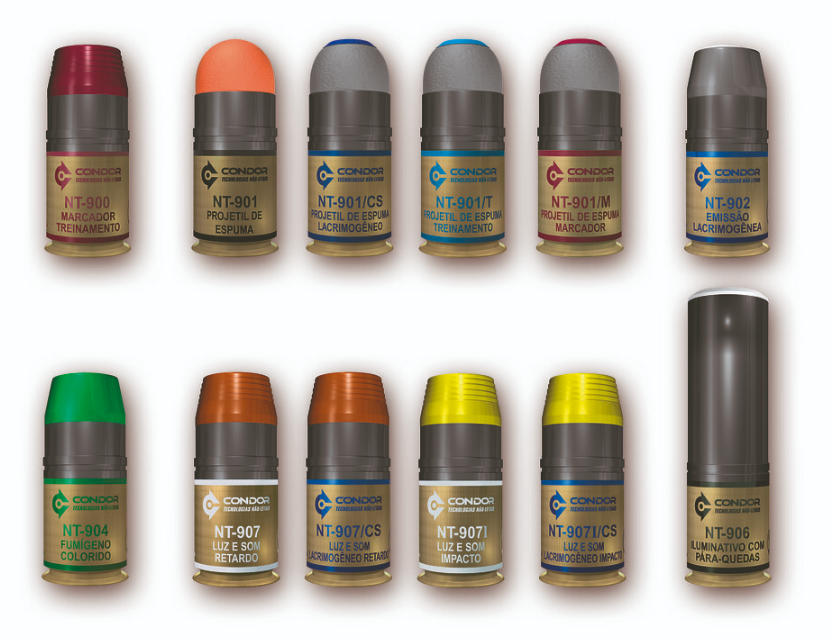 CONDOR
TECNOLOGIAS NÃO-LETAIS
NT-900
MARCADOR
TREINAMENTO
CONDOR
TECNOLOGIAS NÃO-LETAIS
NT-901
PROJETIL DE
ESPUMA
CONDOR
TECNOLOGIAS NÃO-LETAIS
NT-901/CS
PROJETIL DE ESPUMA
LACRIMOGÊNEO
CONDOR
TECNOLOGIAS NÃO-LETAIS
NT-901/T
PROJETIL DE ESPUMA
TREINAMENTO
CONDOR
TECNOLOGIAS NÃO-LETAIS
NT-901/M
PROJETIL DE ESPUMA
MARCADOR
CONDOR
TECNOLOGIAS NÃO-LETAIS
NT-902
EMISSÃO
LACRIMOGÊNEA
CONDOR
TECNOLOGIAS NÃO-LETAIS
NT-904
FUMÍGENO
COLORIDO
CONDOR
TECNOLOGIAS NÃO-LETAIS
NT-907
LUZ E SOM
RETARDO
CONDOR
TECNOLOGIAS NÃO-LETAIS
NT-907/CS
LUZ E SOM
LACRIMOGÊNEO RETARDO
CONDOR
TECNOLOGIAS NÃO-LETAIS
NT-907I
LUZ E SOM
IMPACTO
CONDOR
TECNOLOGIAS NÃO-LETAIS
NT-907I/CS
LUZ E SOM
LACRIMOGÊNEO IMPACTO
CONDOR
TECNOLOGIAS NÃO-LETAIS
NT-906
ILUMINATIVO COM
PÁRA-QUEDAS